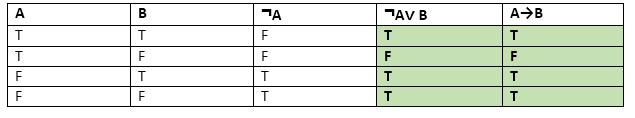 A B ¬A ¬A∨ B A→B
T T F T T
T F F F F
F T T T T
F F T T T